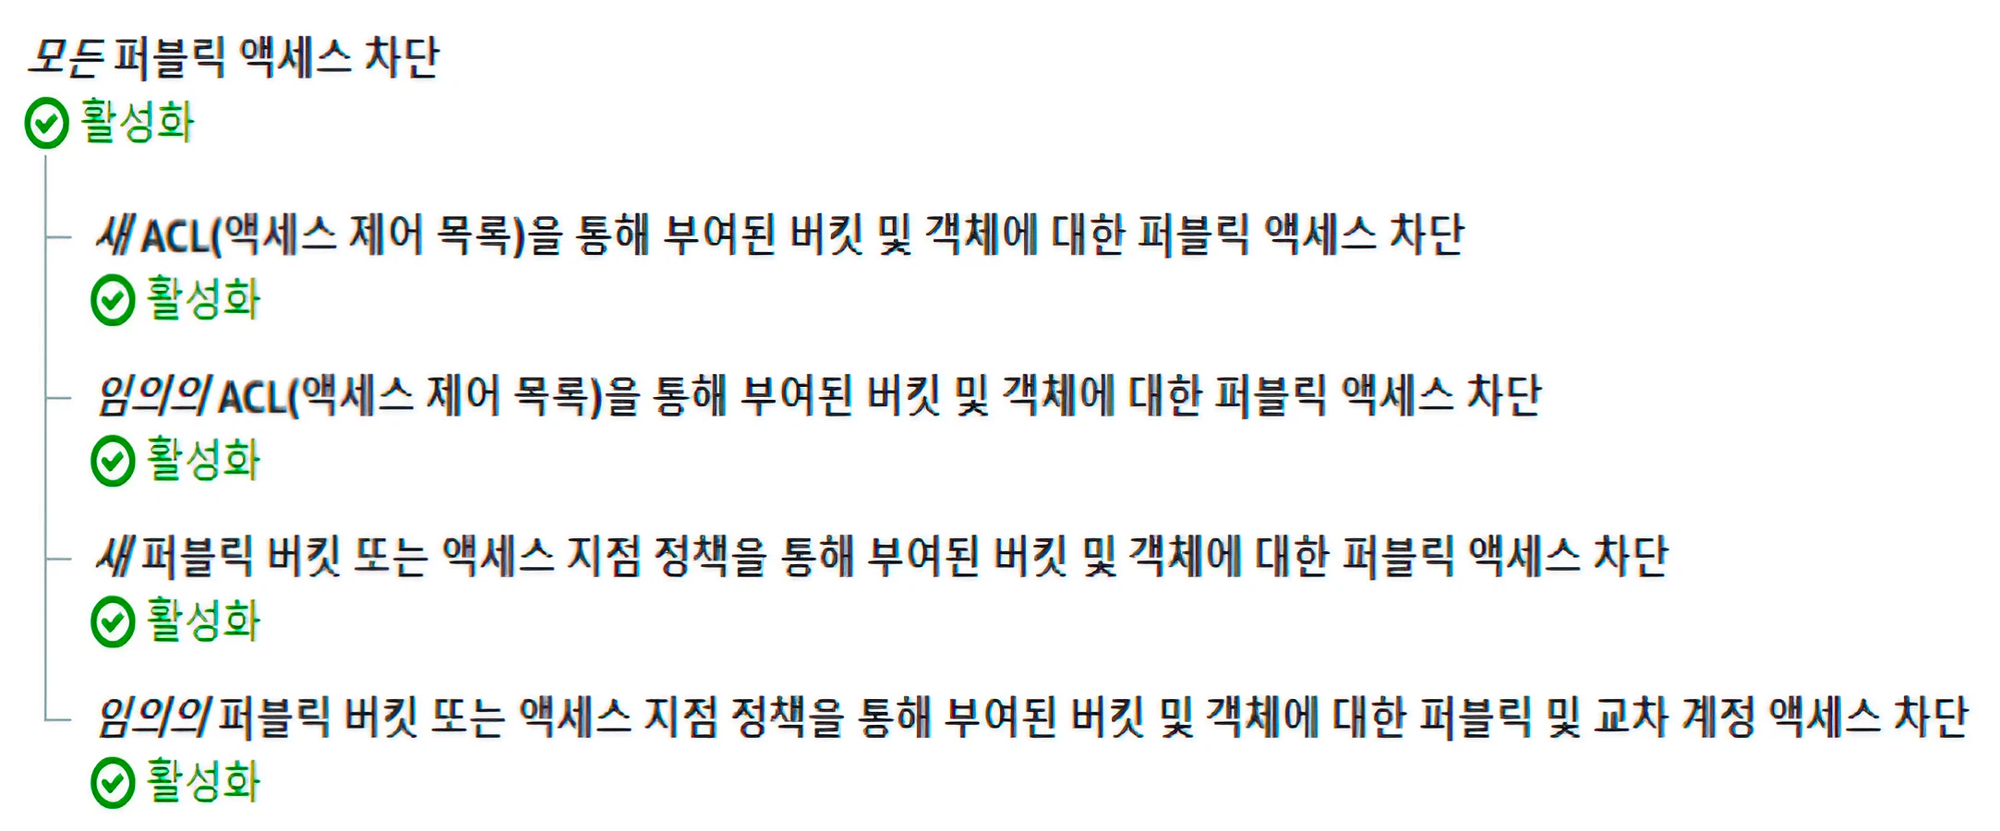 모든 퍼블릭 액세스 차단
활성화
새 ACL(액세스 제어 목록)을 통해 부여된 버킷 및 객체에 대한 퍼블릭 액세스 차단
활성화
임의의 ACL(액세스 제어 목록)을 통해 부여된 버킷 및 객체에 대한 퍼블릭 액세스 차단
활성화
새 퍼블릭 버킷 또는 액세스 지점 정책을 통해 부여된 버킷 및 객체에 대한 퍼블릭 액세스 차단
활성화
임의의 퍼블릭 버킷 또는 액세스 지점 정책을 통해 부여된 버킷 및 객체에 대한 퍼블릭 및 교차 계정 액세스 차단
활성화